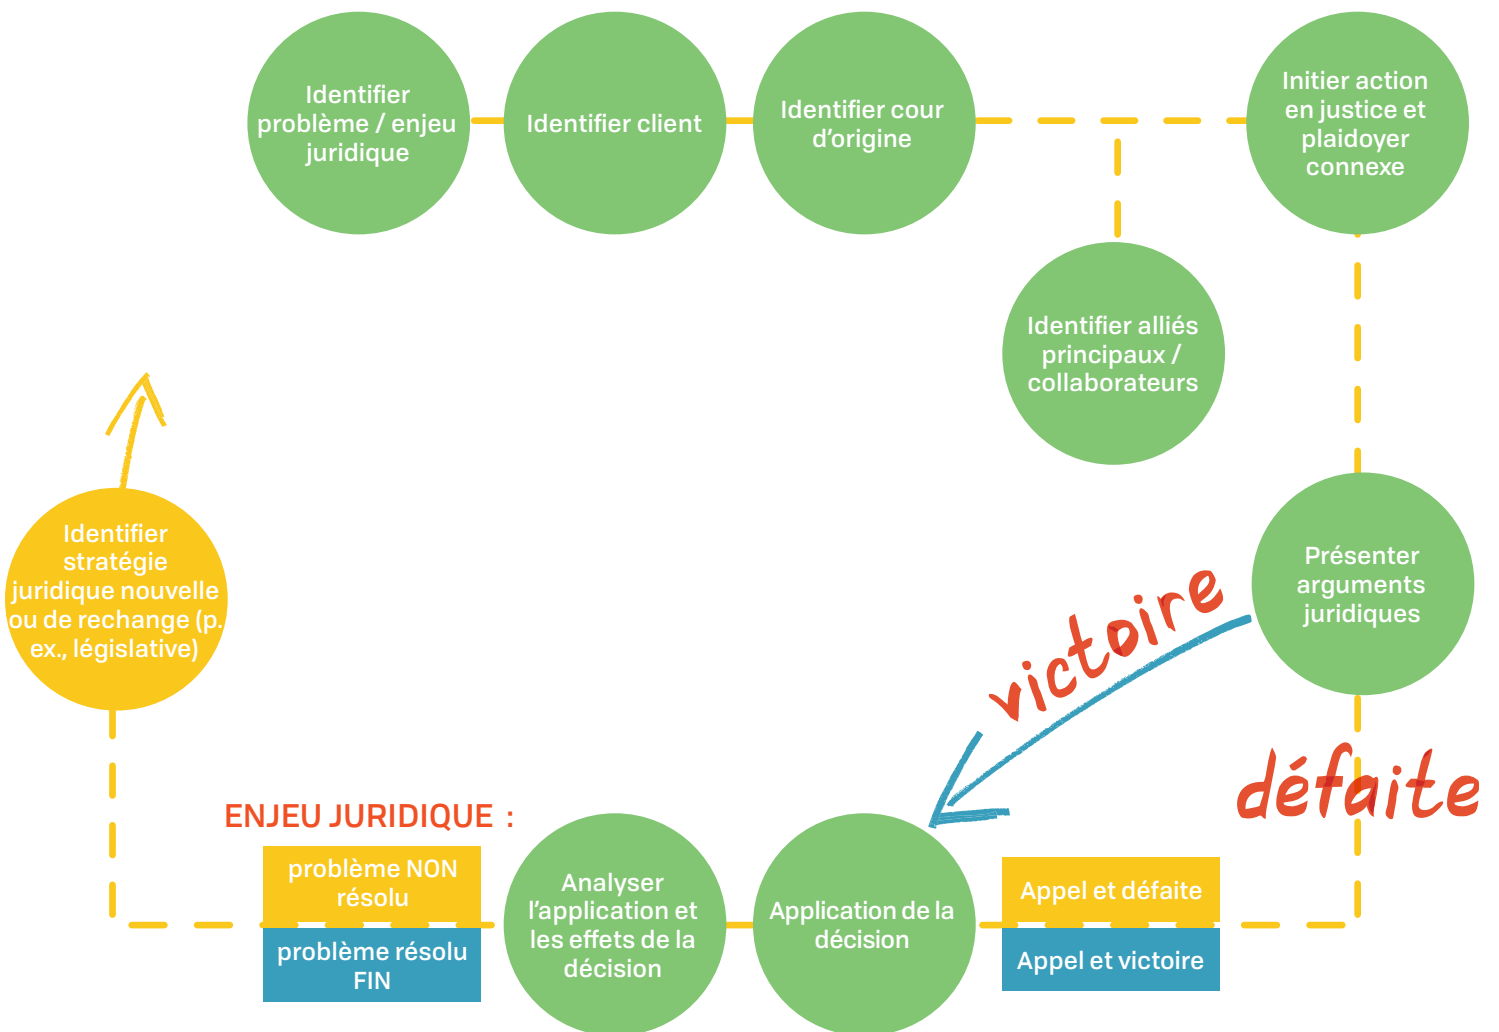 Identifier
problème / enjeu
juridique
Identifier client
Identifier cour
d’origine
Initier action
en justice et
plaidoyer
connexe
Identifier alliés
principaux /
collaborateurs
Présenter
arguments
juridiques
victoire
défaite
Appel et défaite
Appel et victoire
Application de la
décision
Analyser
l’application et
les effets de la
décision
ENJEU JURIDIQUE :
problème NON
résolu
problème résolu
FIN
Identifier
stratégie
juridique nouvelle
ou de rechange (p.
ex., législative)